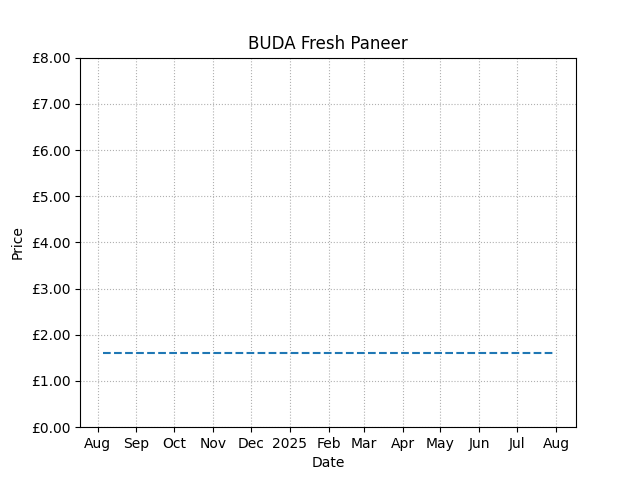 BUDA Fresh Paneer
£8.00
£7.00
£6.00
£5.00
£4.00
£3.00
£2.00
£1.00
£0.00
Price
Aug Sep Oct Nov Dec 2025 Feb Mar Apr May Jun Jul Aug
Date